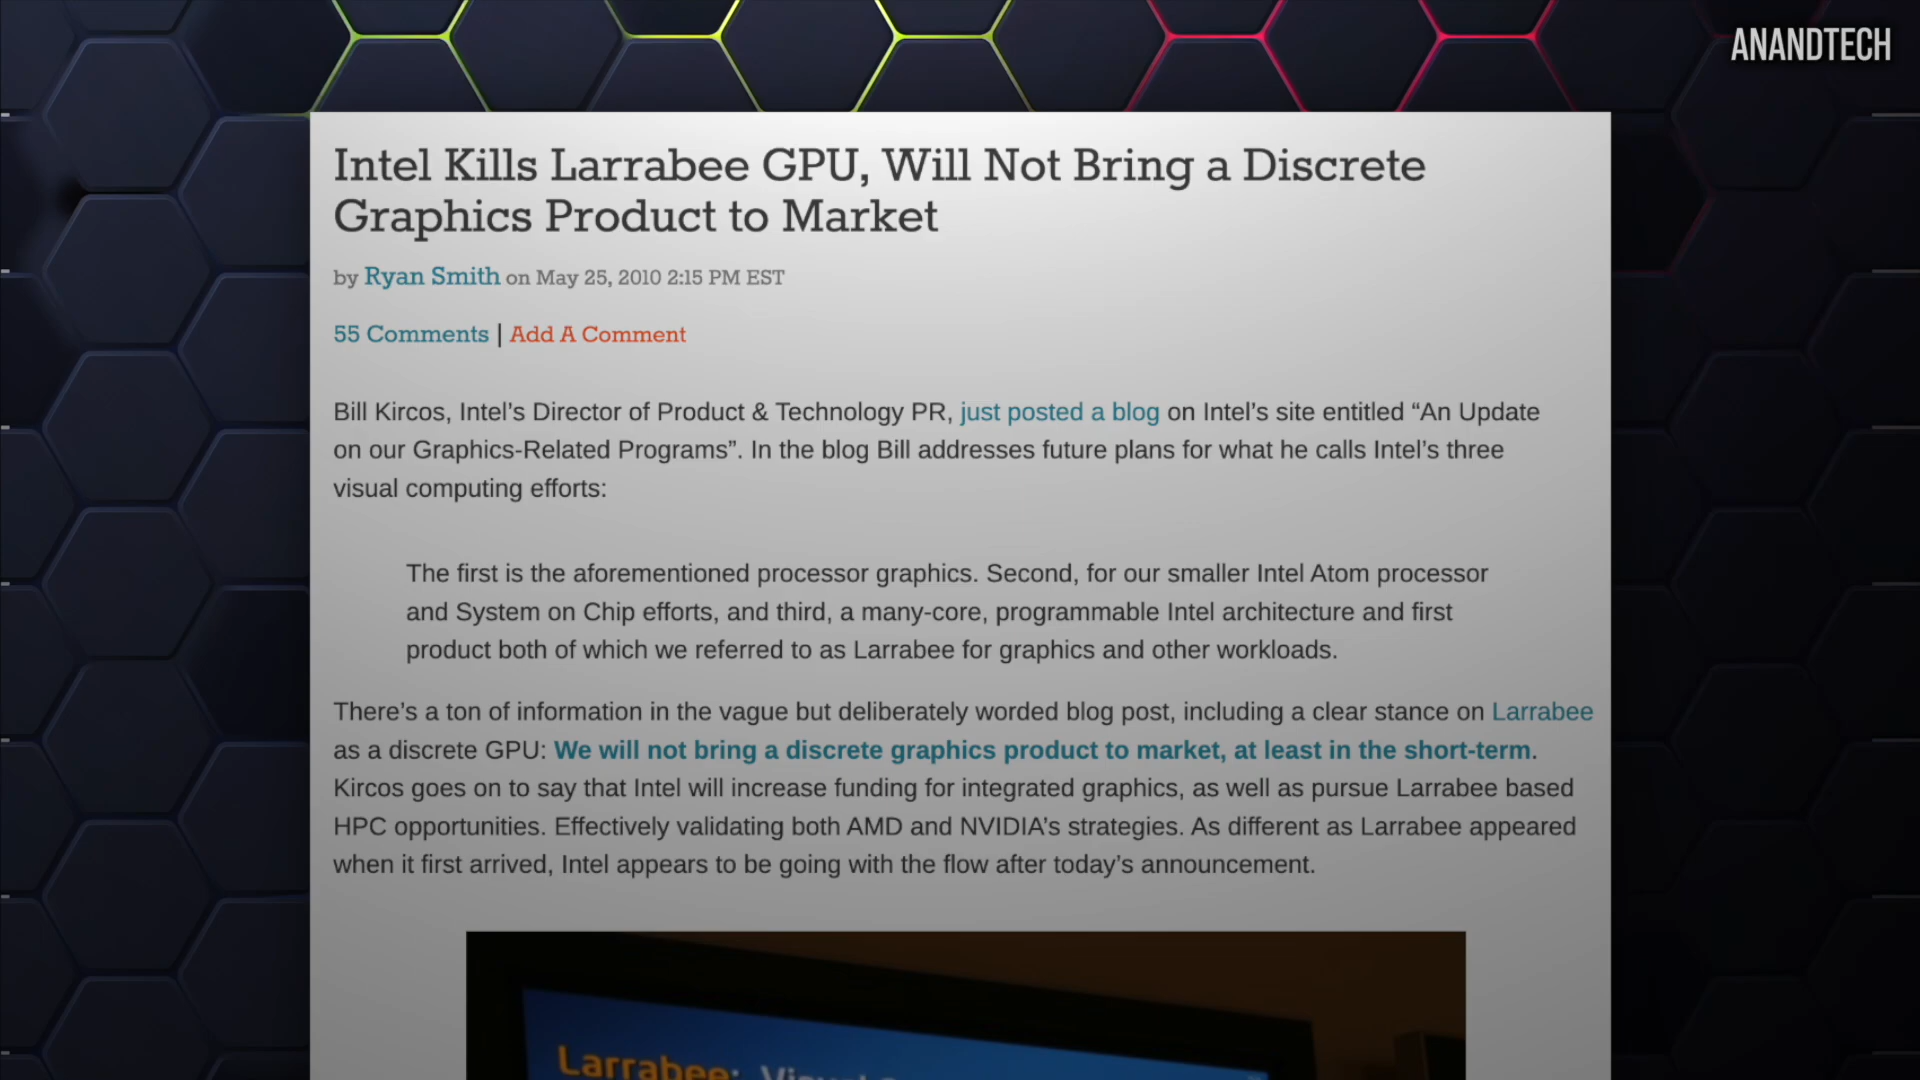 ANANDTECH
Intel Kills Larrabee GPU, Will Not Bring a Discrete
Graphics Product to Market
by Ryan Smith on May 25, 2010 2:15 PM EST
55 Comments | Add A Comment
Bill Kircos, Intel’s Director of Product & Technology PR, just posted a blog on Intel’s site entitled “An Update
on our Graphics-Related Programs”. In the blog Bill addresses future plans for what he calls Intel’s three
visual computing efforts:
The first is the aforementioned processor graphics. Second, for our smaller Intel Atom processor
and System on Chip efforts, and third, a many-core, programmable Intel architecture and first
product both of which we referred to as Larrabee for graphics and other workloads.
There’s a ton of information in the vague but deliberately worded blog post, including a clear stance on Larrabee
as a discrete GPU: We will not bring a discrete graphics product to market, at least in the short-term.
Kircos goes on to say that Intel will increase funding for integrated graphics, as well as pursue Larrabee based
HPC opportunities. Effectively validating both AMD and NVIDIA’s strategies. As different as Larrabee appeared
when it first arrived, Intel appears to be going with the flow after today’s announcement.
Larrabee: